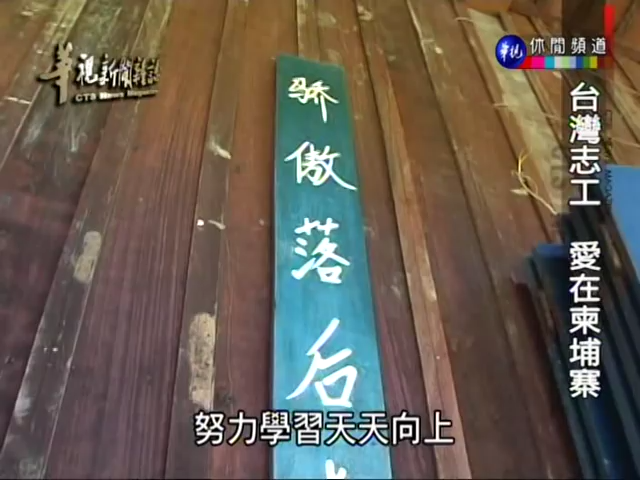 華視新聞雜誌
CTS News Magazine
華視 休閒頻道
台灣志工 愛在柬埔寨
骄傲落后
努力學習天天向上